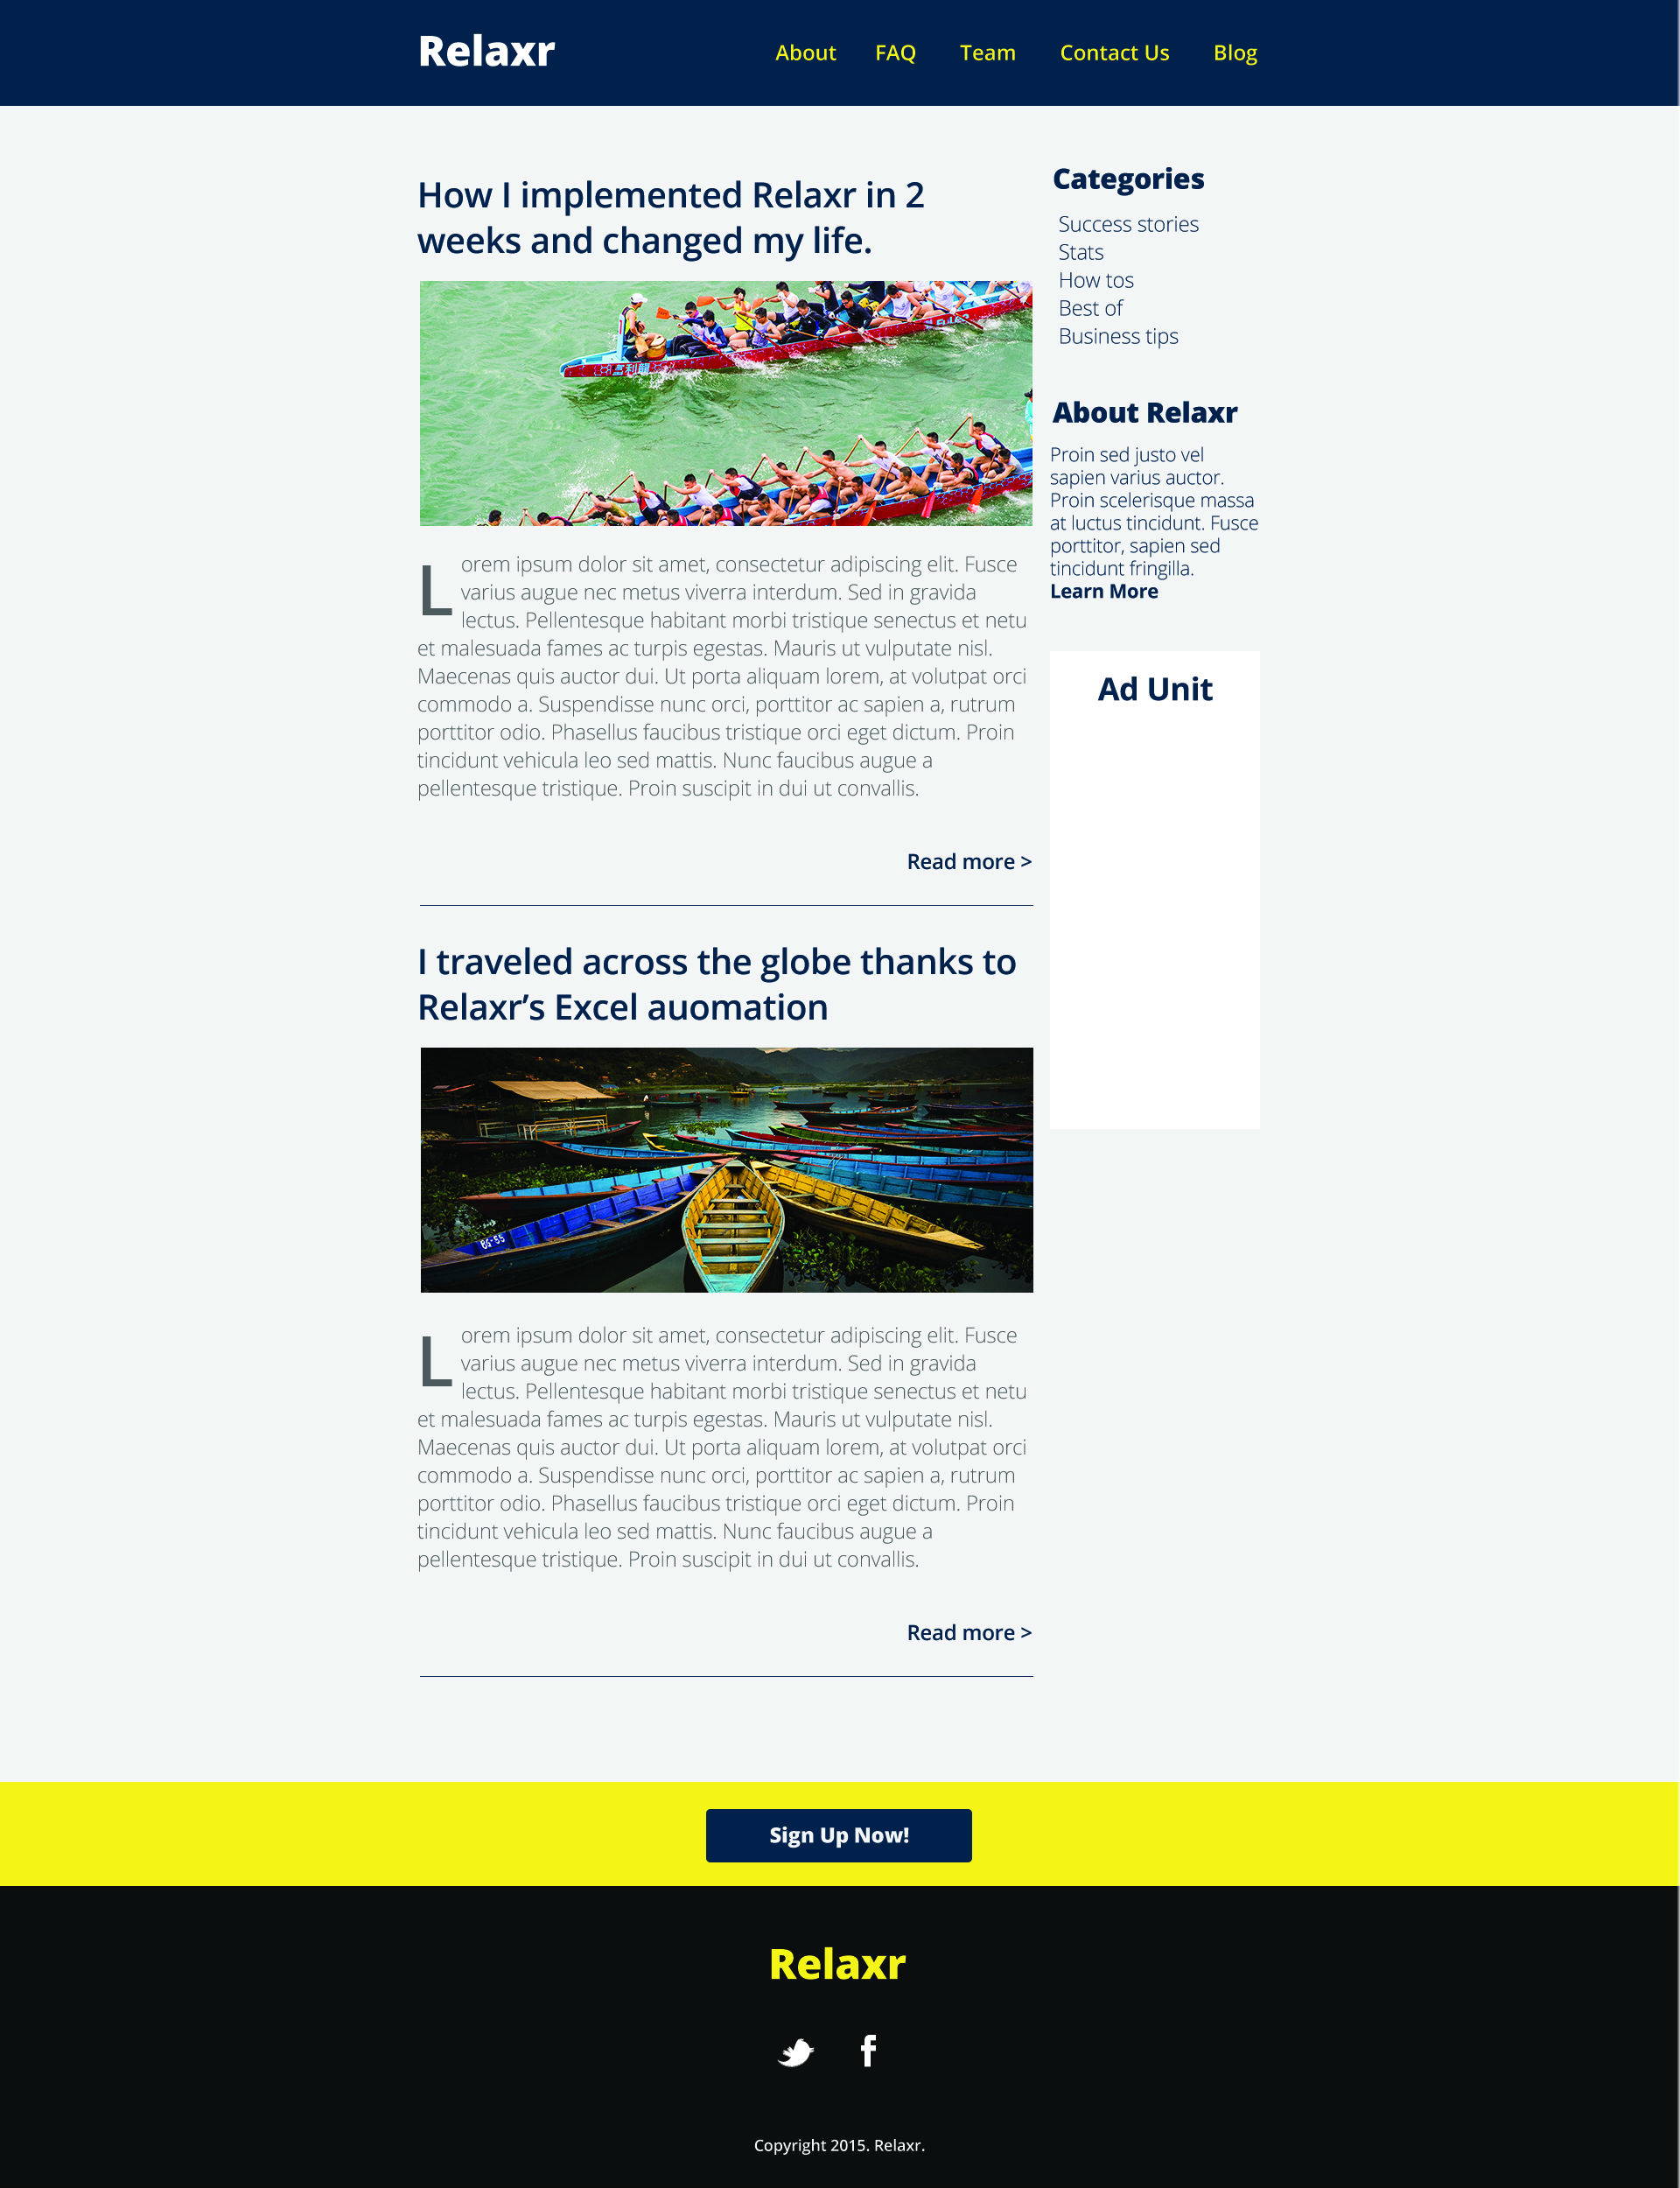 Relaxr
About FAQ Team Contact Us Blog
How I implemented Relaxr in 2
weeks and changed my life.
Lorem ipsum dolor sit amet, consectetur adipiscing elit. Fusce
varius augue nec metus viverra interdum. Sed in gravida
lectus. Pellentesque habitant morbi tristique senectus et netu
et malesuada fames ac turpis egestas. Mauris ut vulputate nisl.
Maecenas quis auctor dui. Ut porta aliquam lorem, at volutpat orci
commodo a. Suspendisse nunc orci, porttitor ac sapien a, rutrum
porttitor odio. Phasellus faucibus tristique orci eget dictum. Proin
tincidunt vehicula leo sed mattis. Nunc faucibus augue a
pellentesque tristique. Proin suscipit in dui ut convallis.
Read more >
I traveled across the globe thanks to
Relaxr’s Excel auomation
BG-55
Lorem ipsum dolor sit amet, consectetur adipiscing elit. Fusce
varius augue nec metus viverra interdum. Sed in gravida
lectus. Pellentesque habitant morbi tristique senectus et netu
et malesuada fames ac turpis egestas. Mauris ut vulputate nisl.
Maecenas quis auctor dui. Ut porta aliquam lorem, at volutpat orci
commodo a. Suspendisse nunc orci, porttitor ac sapien a, rutrum
porttitor odio. Phasellus faucibus tristique orci eget dictum. Proin
tincidunt vehicula leo sed mattis. Nunc faucibus augue a
pellentesque tristique. Proin suscipit in dui ut convallis.
Read more >
Categories
Success stories
Stats
How tos
Best of
Business tips
About Relaxr
Proin sed justo vel
sapien varius auctor.
Proin scelerisque massa
at luctus tincidunt. Fusce
porttitor, sapien sed
tincidunt fringilla.
Learn More
Ad Unit
Sign Up Now!
Relaxr
Copyright 2015. Relaxr.